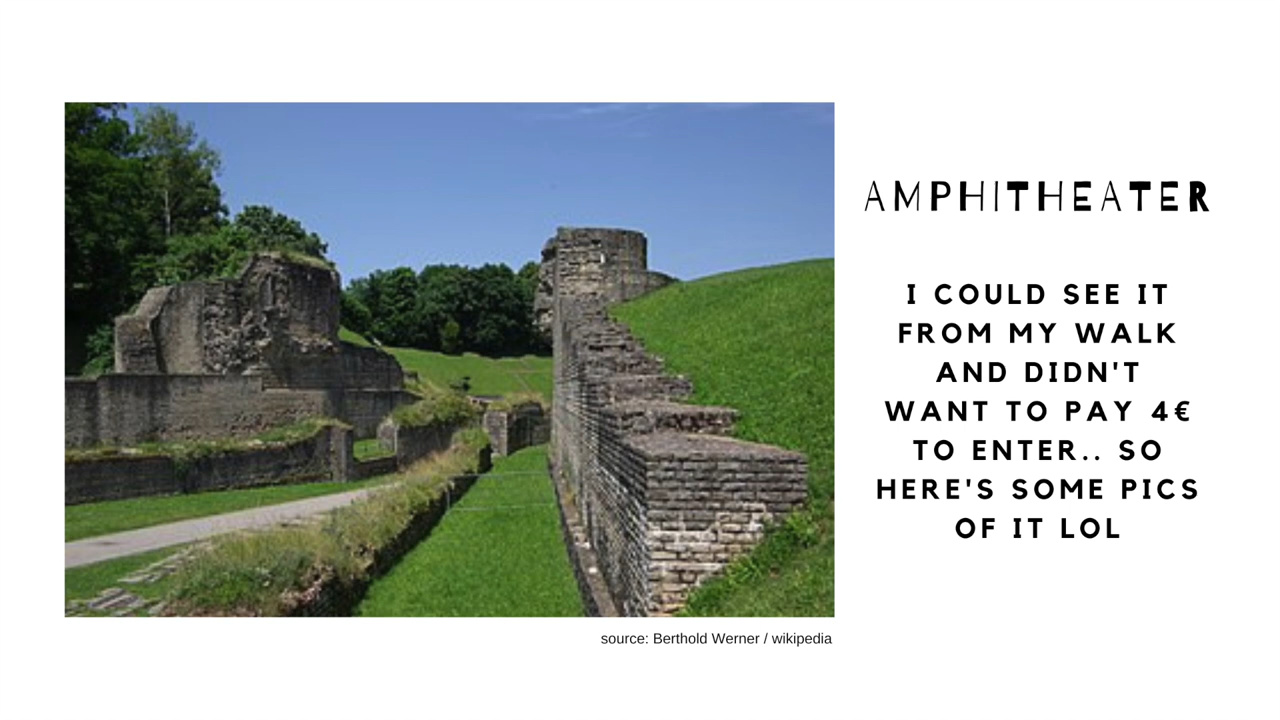 AMPHITHEATER
I COULD SEE IT
FROM MY WALK
AND DIDN'T
WANT TO PAY 4€
TO ENTER.. SO
HERE'S SOME PICS
OF IT LOL
source: Berthold Werner / wikipedia